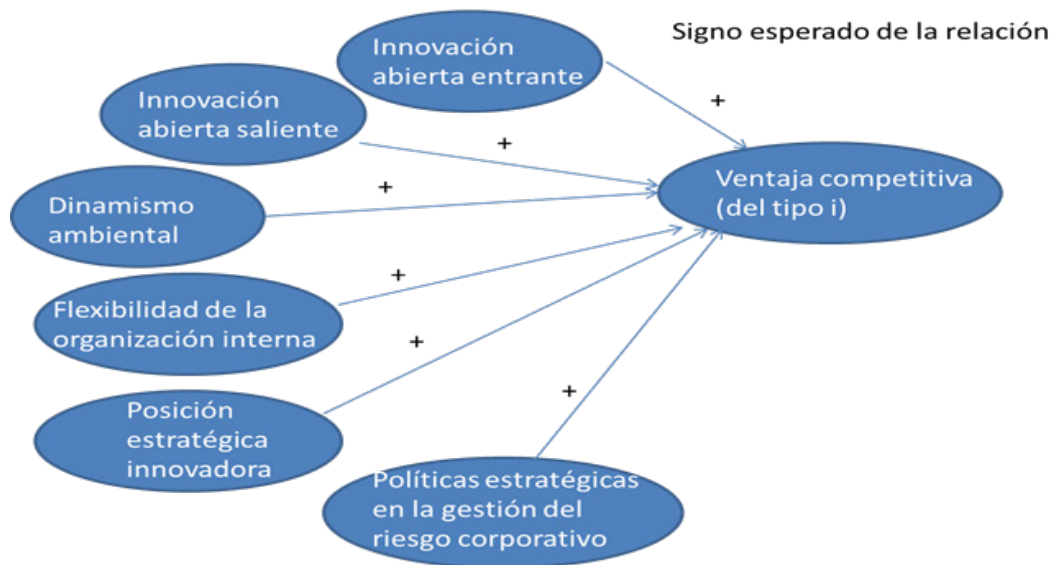 Signo esperado de la relación
Innovación
abierta entrante
+
Innovación
abierta saliente
+
Ventaja competitiva
(del tipo i)
Dinamismo
ambiental
+
Flexibilidad de la
organización interna
+
Posición
estratégica
innovadora
+
Políticas estratégicas
en la gestión del
riesgo corporativo
+